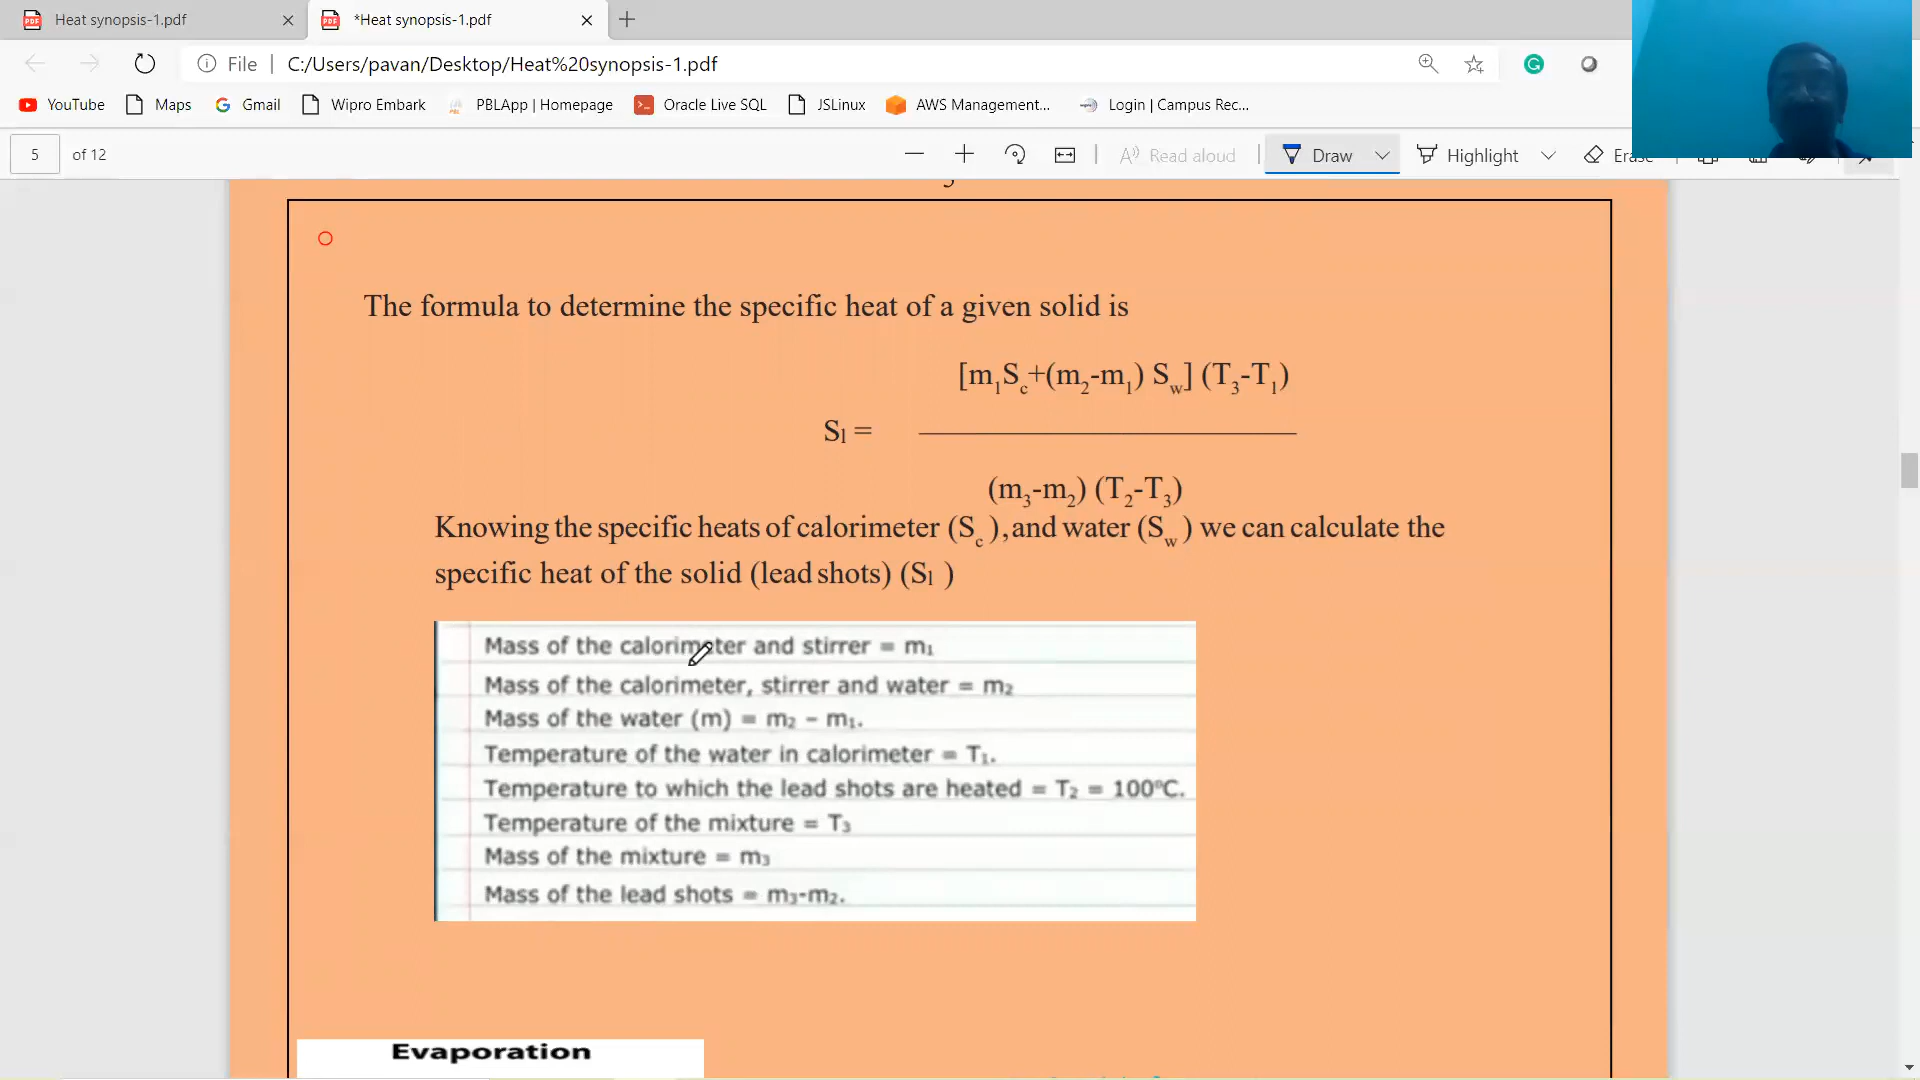 Heat synopsis-1.pdf
*Heat synopsis-1.pdf
File
C:/Users/pavan/Desktop/Heat%20synopsis-1.pdf
YouTube
Maps
Gmail
Wipro Embark
PBLApp | Homepage
Oracle Live SQL
JSLinux
AWS Management...
Login | Campus Rec...
5 of 12
Read aloud
Draw
Highlight
The formula to determine the specific heat of a given solid is
[m₁S꜀+(m₂-m₁) S_w] (T₃-T₁)
Sl =
(m₃-m₂) (T₂-T₃)
Knowing the specific heats of calorimeter (S꜀ ),and water (S_w ) we can calculate the
specific heat of the solid (lead shots) (Sl )
Mass of the calorimeter and stirrer = m₁
Mass of the calorimeter, stirrer and water = m₂
Mass of the water (m) = m₂ – m₁.
Temperature of the water in calorimeter = T₁.
Temperature to which the lead shots are heated = T₂ = 100ºC.
Temperature of the mixture = T₃
Mass of the mixture = m₃
Mass of the lead shots = m₃-m₂.
Evaporation